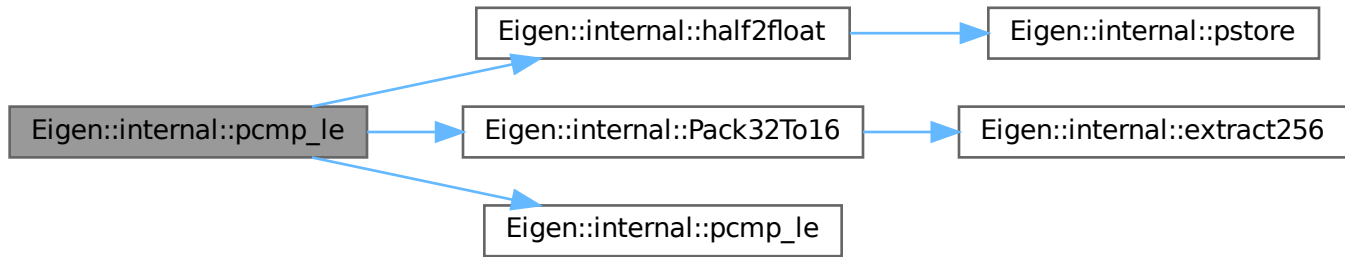 Eigen::internal::half2float
Eigen::internal::pstore
Eigen::internal::pcmp_le
Eigen::internal::Pack32To16
Eigen::internal::extract256
Eigen::internal::pcmp_le